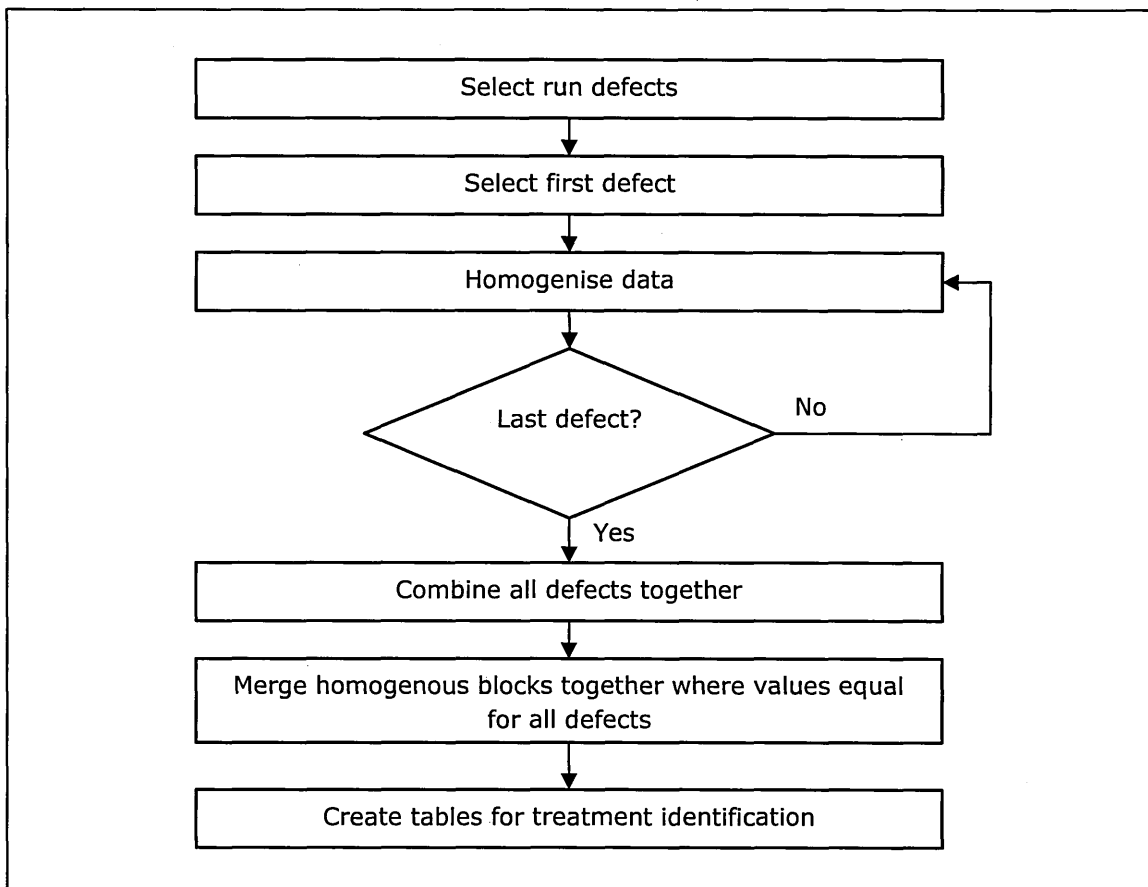 Select run defects
Select first defect
Homogenise data
Last defect?
No
Yes
Combine all defects together
Merge homogenous blocks together where values equal
for all defects
Create tables for treatment identification